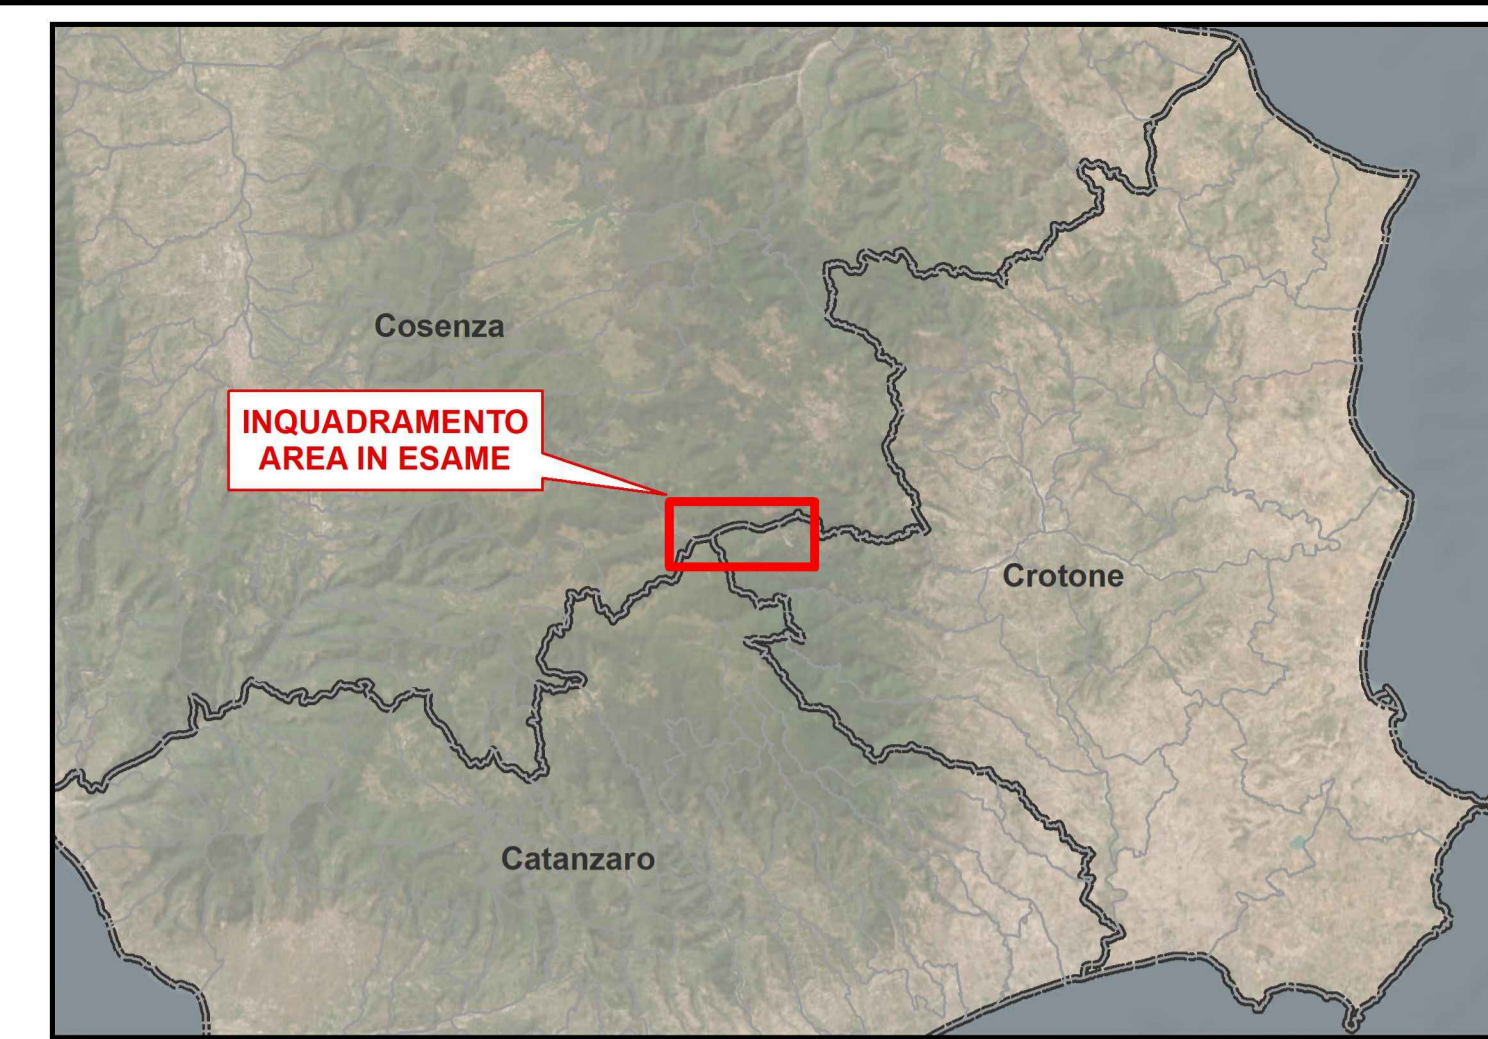 Cosenza
INQUADRAMENTO
AREA IN ESAME
Crotone
Catanzaro